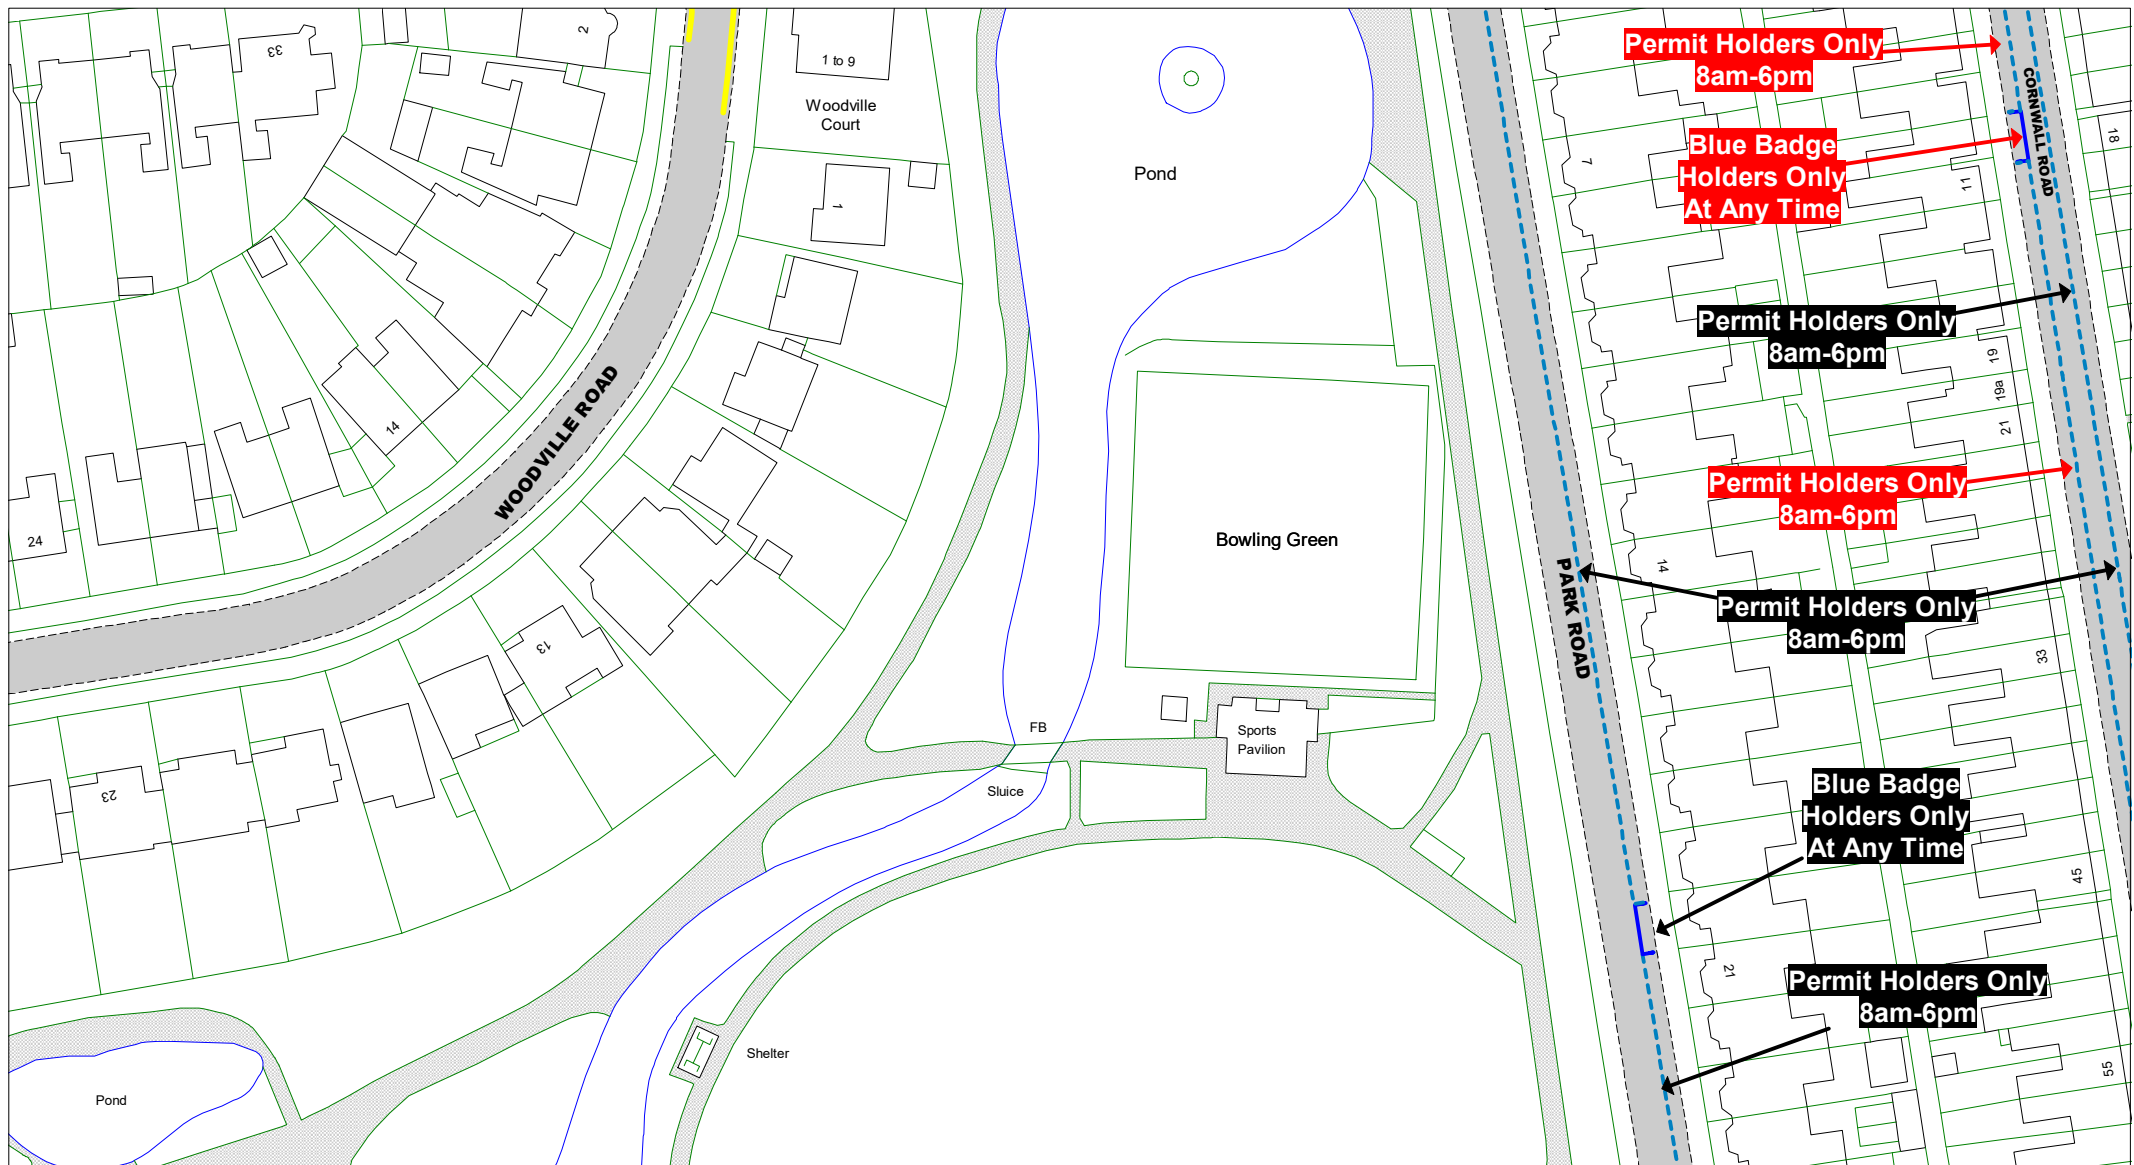 33
2
1 to 9
Woodville
Court
1
Pond
7
11
18
CORNWALL ROAD
Permit Holders Only
8am-6pm
Blue Badge
Holders Only
At Any Time
Permit Holders Only
8am-6pm
19
19a
21
14
WOODVILLE ROAD
24
Permit Holders Only
8am-6pm
Bowling Green
PARK ROAD
14
Permit Holders Only
8am-6pm
33
13
FB
Sports
Pavilion
Sluice
23
Blue Badge
Holders Only
At Any Time
45
21
Permit Holders Only
8am-6pm
Shelter
55
Pond